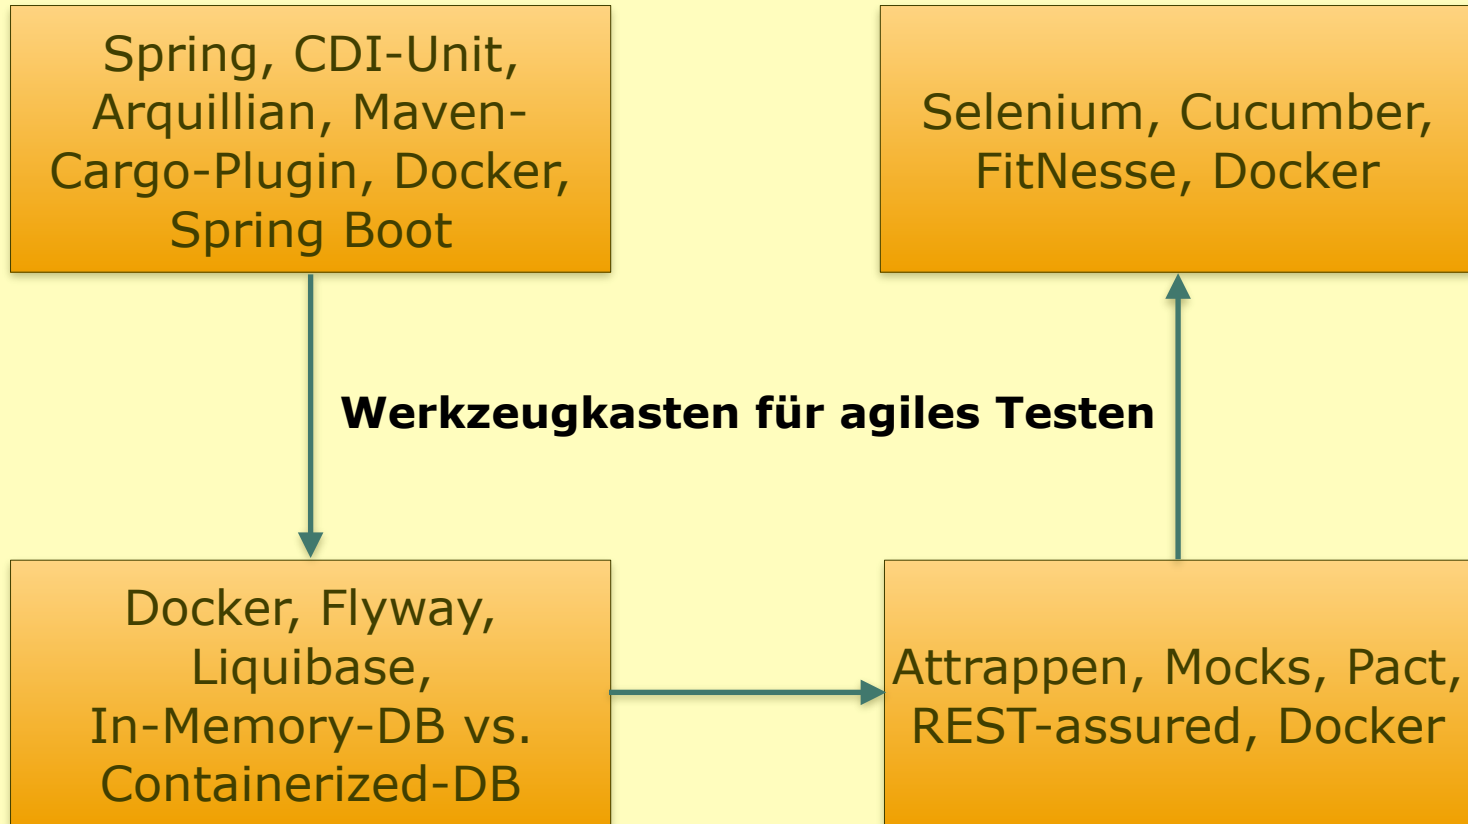 Spring, CDI-Unit,
Arquillian, Maven-
Cargo-Plugin, Docker,
Spring Boot
Selenium, Cucumber,
FitNesse, Docker
Werkzeugkasten für agiles Testen
Docker, Flyway,
Liquibase,
In-Memory-DB vs.
Containerized-DB
Attrappen, Mocks, Pact,
REST-assured, Docker